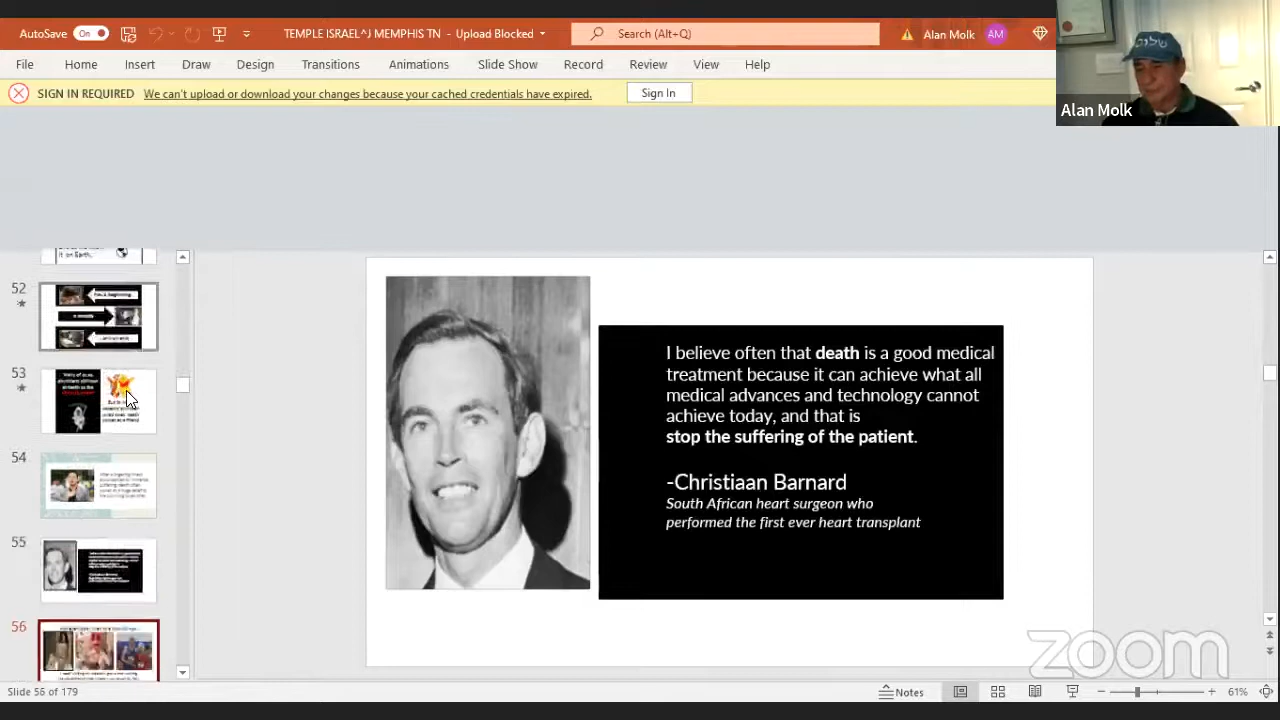 AutoSave On
TEMPLE ISRAEL^J MEMPHIS TN - Upload Blocked
Search (Alt+Q)
Alan Molk AM
File Home Insert Draw Design Transitions Animations Slide Show Record Review View Help
SIGN IN REQUIRED We can't upload or download your changes because your cached credentials have expired. Sign In
Alan Molk
it on Earth.
52
53
54
55
56
I believe often that death is a good medical
treatment because it can achieve what all
medical advances and technology cannot
achieve today, and that is
stop the suffering of the patient.
-Christiaan Barnard
South African heart surgeon who
performed the first ever heart transplant
zoom
Slide 56 of 179
Notes
61%